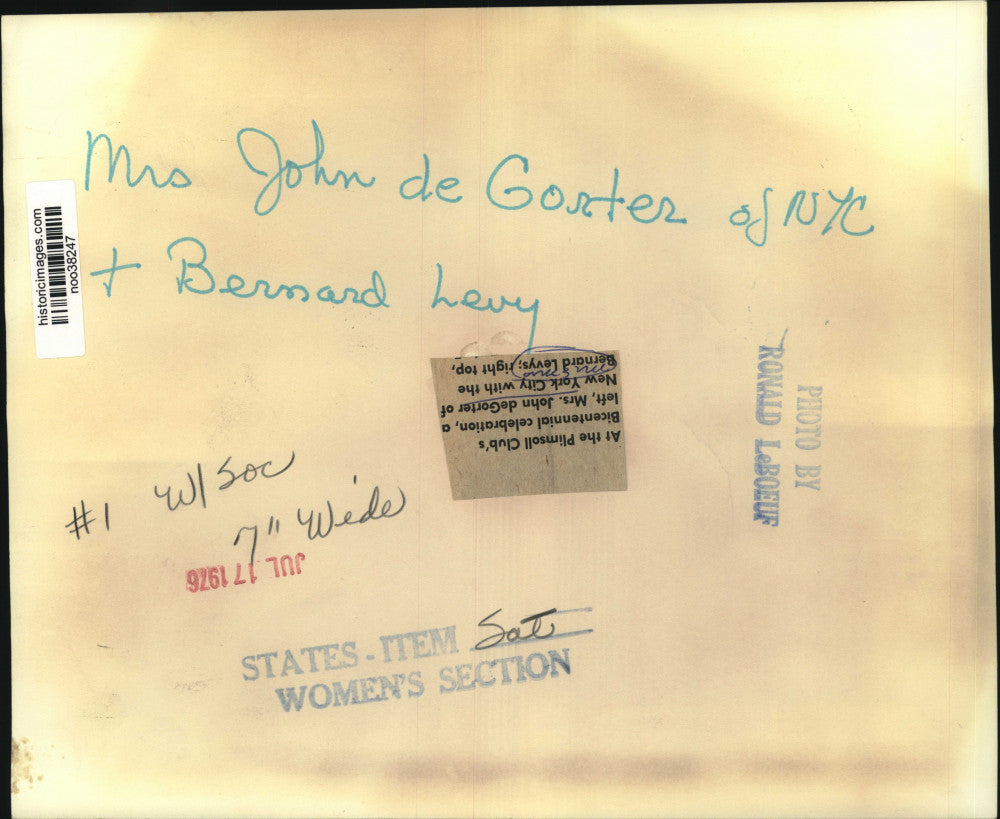 Mrs John de Gorter of NYC
+ Bernard Levy
historicimages.com
noo38247
At the Plimsoll Club's
Bicentennial celebration, a
left, Mrs. John deGorter of
New York City with the
Bernard Levys; right top,
PHOTO BY
RONALD LeBOEUF
#1 W/Soc
7" Wide
JUL 17 1976
STATES-ITEM Sat
WOMEN'S SECTION